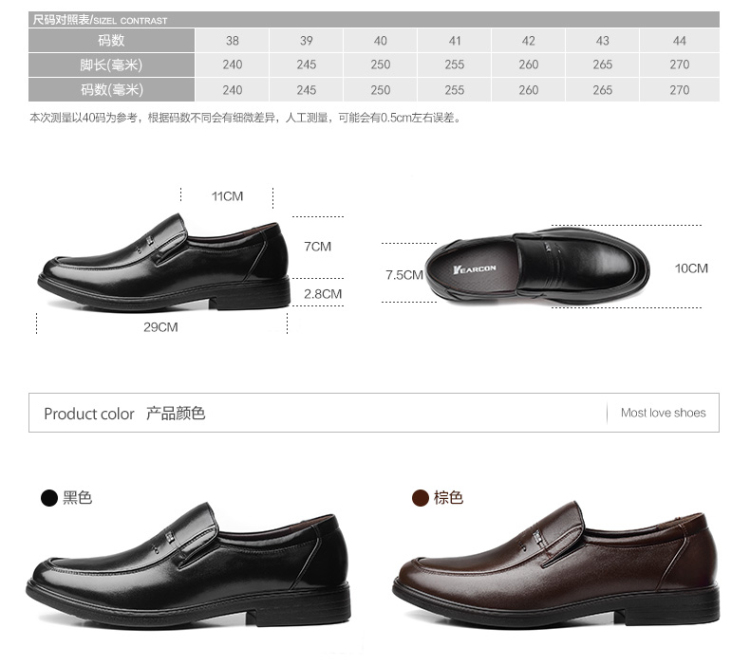 尺码对照表/SIZEL CONTRAST
码数 38 39 40 41 42 43 44
脚长(毫米) 240 245 250 255 260 265 270
码数(毫米) 240 245 250 255 260 265 270
本次测量以40码为参考，根据码数不同会有细微差异，人工测量，可能会有0.5cm左右误差。
11CM
7CM
2.8CM
29CM
7.5CM
YEARCON
10CM
Product color 产品颜色
Most love shoes
黑色
棕色